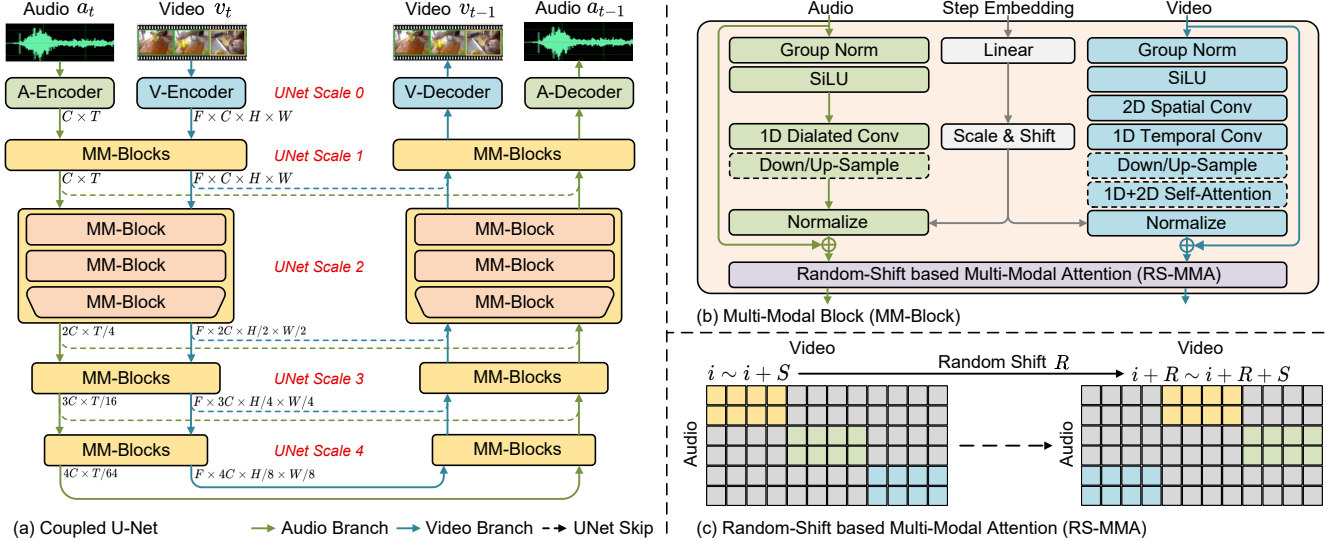 Audio a_t
Video v_t
Video v_{t-1}
Audio a_{t-1}
A-Encoder
V-Encoder
UNet Scale 0
V-Decoder
A-Decoder
C × T
F × C × H × W
MM-Blocks
UNet Scale 1
MM-Blocks
C × T
F × C × H × W
MM-Block
MM-Block
MM-Block
UNet Scale 2
MM-Block
MM-Block
MM-Block
2C × T/4
F × 2C × H/2 × W/2
MM-Blocks
UNet Scale 3
MM-Blocks
3C × T/16
F × 3C × H/4 × W/4
MM-Blocks
UNet Scale 4
MM-Blocks
4C × T/64
F × 4C × H/8 × W/8
(a) Coupled U-Net
Audio Branch
Video Branch
UNet Skip
Audio
Step Embedding
Video
Group Norm
SiLU
1D Dialated Conv
Down/Up-Sample
Normalize
Linear
Scale & Shift
Group Norm
SiLU
2D Spatial Conv
1D Temporal Conv
Down/Up-Sample
1D+2D Self-Attention
Normalize
Random-Shift based Multi-Modal Attention (RS-MMA)
(b) Multi-Modal Block (MM-Block)
Video
i ∼ i + S
Random Shift R
Video
i + R ∼ i + R + S
Audio
Audio
(c) Random-Shift based Multi-Modal Attention (RS-MMA)